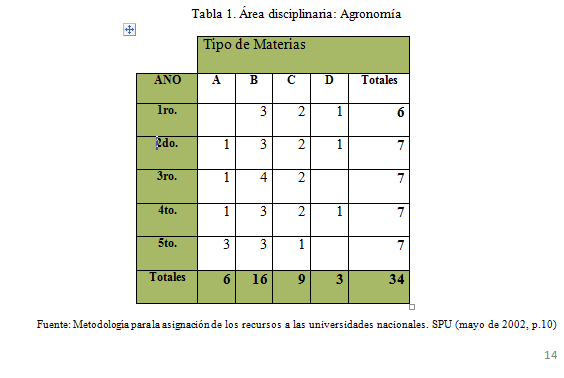 Tabla 1. Área disciplinaria: Agronomía
Tipo de Materias
AÑO A B C D Totales
1ro. 3 2 1 6
2do. 1 3 2 1 7
3ro. 1 4 2 7
4to. 1 3 2 1 7
5to. 3 3 1 7
Totales 6 16 9 3 34
Fuente: Metodología para la asignación de los recursos a las universidades nacionales. SPU (mayo de 2002, p.10)
14